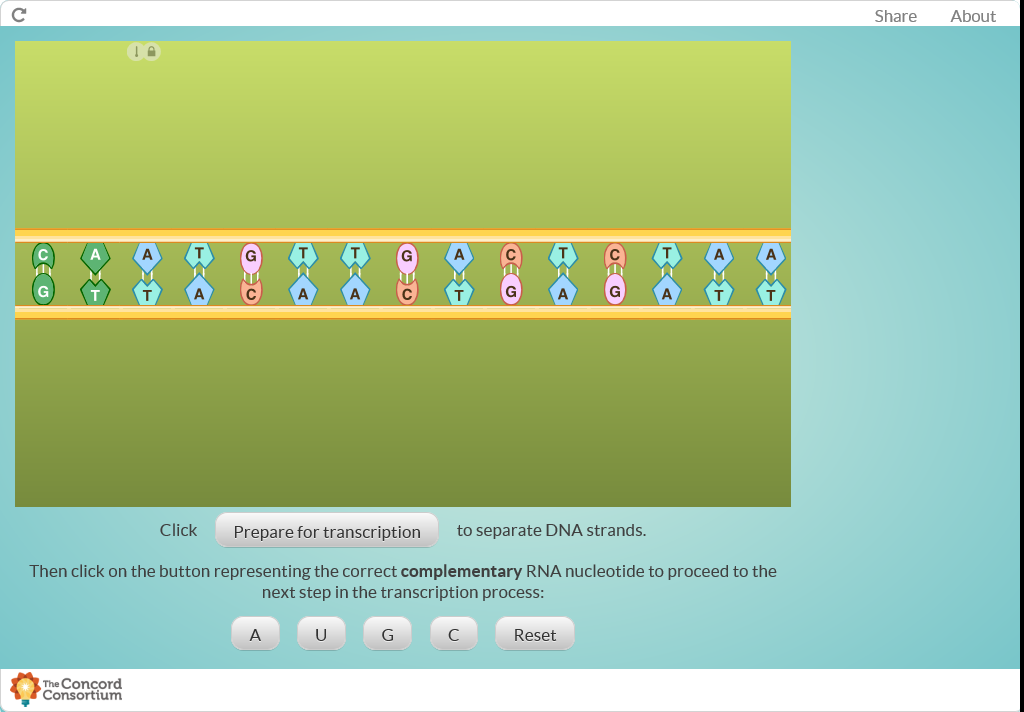 Share About
C A A T G T T G A C T C T A A
G T T A C A A C T G A G A T T
Click Prepare for transcription to separate DNA strands.
Then click on the button representing the correct complementary RNA nucleotide to proceed to the
next step in the transcription process:
A U G C Reset
The Concord
Consortium